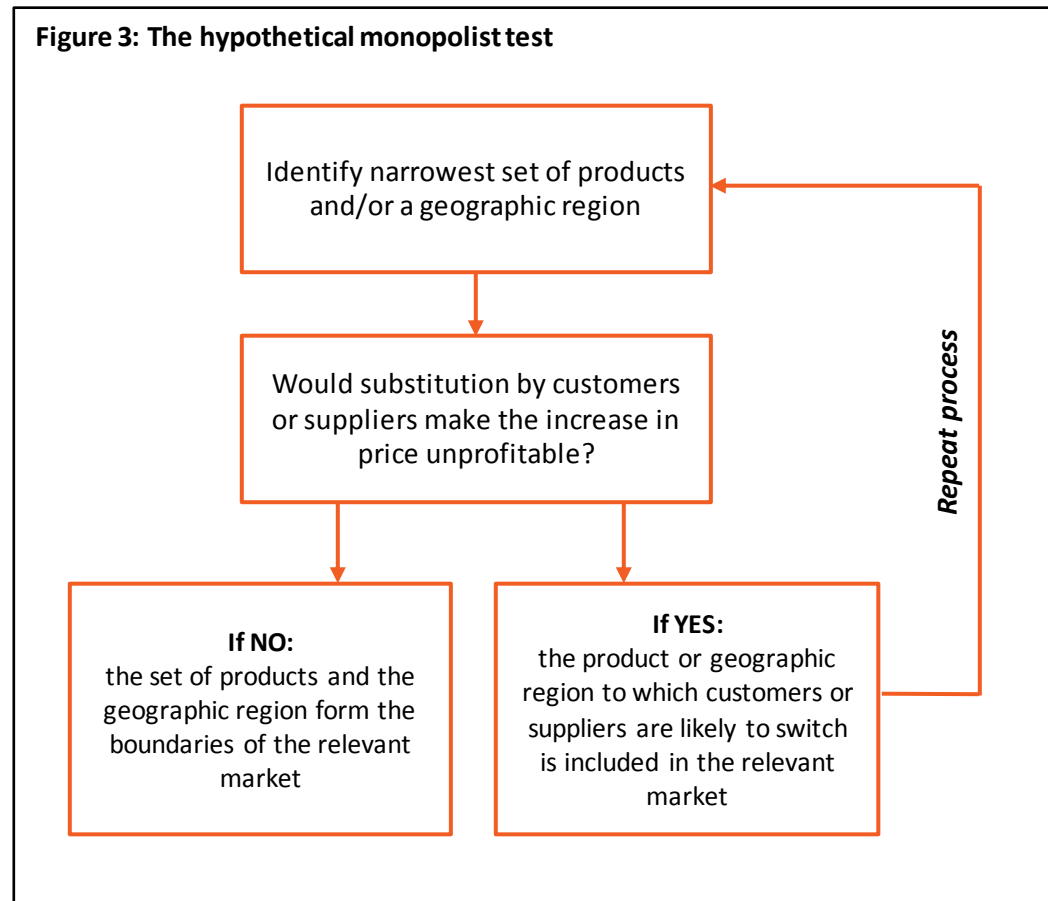 Figure 3: The hypothetical monopolist test
Identify narrowest set of products
and/or a geographic region
Would substitution by customers
or suppliers make the increase in
price unprofitable?
Repeat process
If NO:
the set of products and the
geographic region form the
boundaries of the relevant
market
If YES:
the product or geographic
region to which customers or
suppliers are likely to switch
is included in the relevant
market